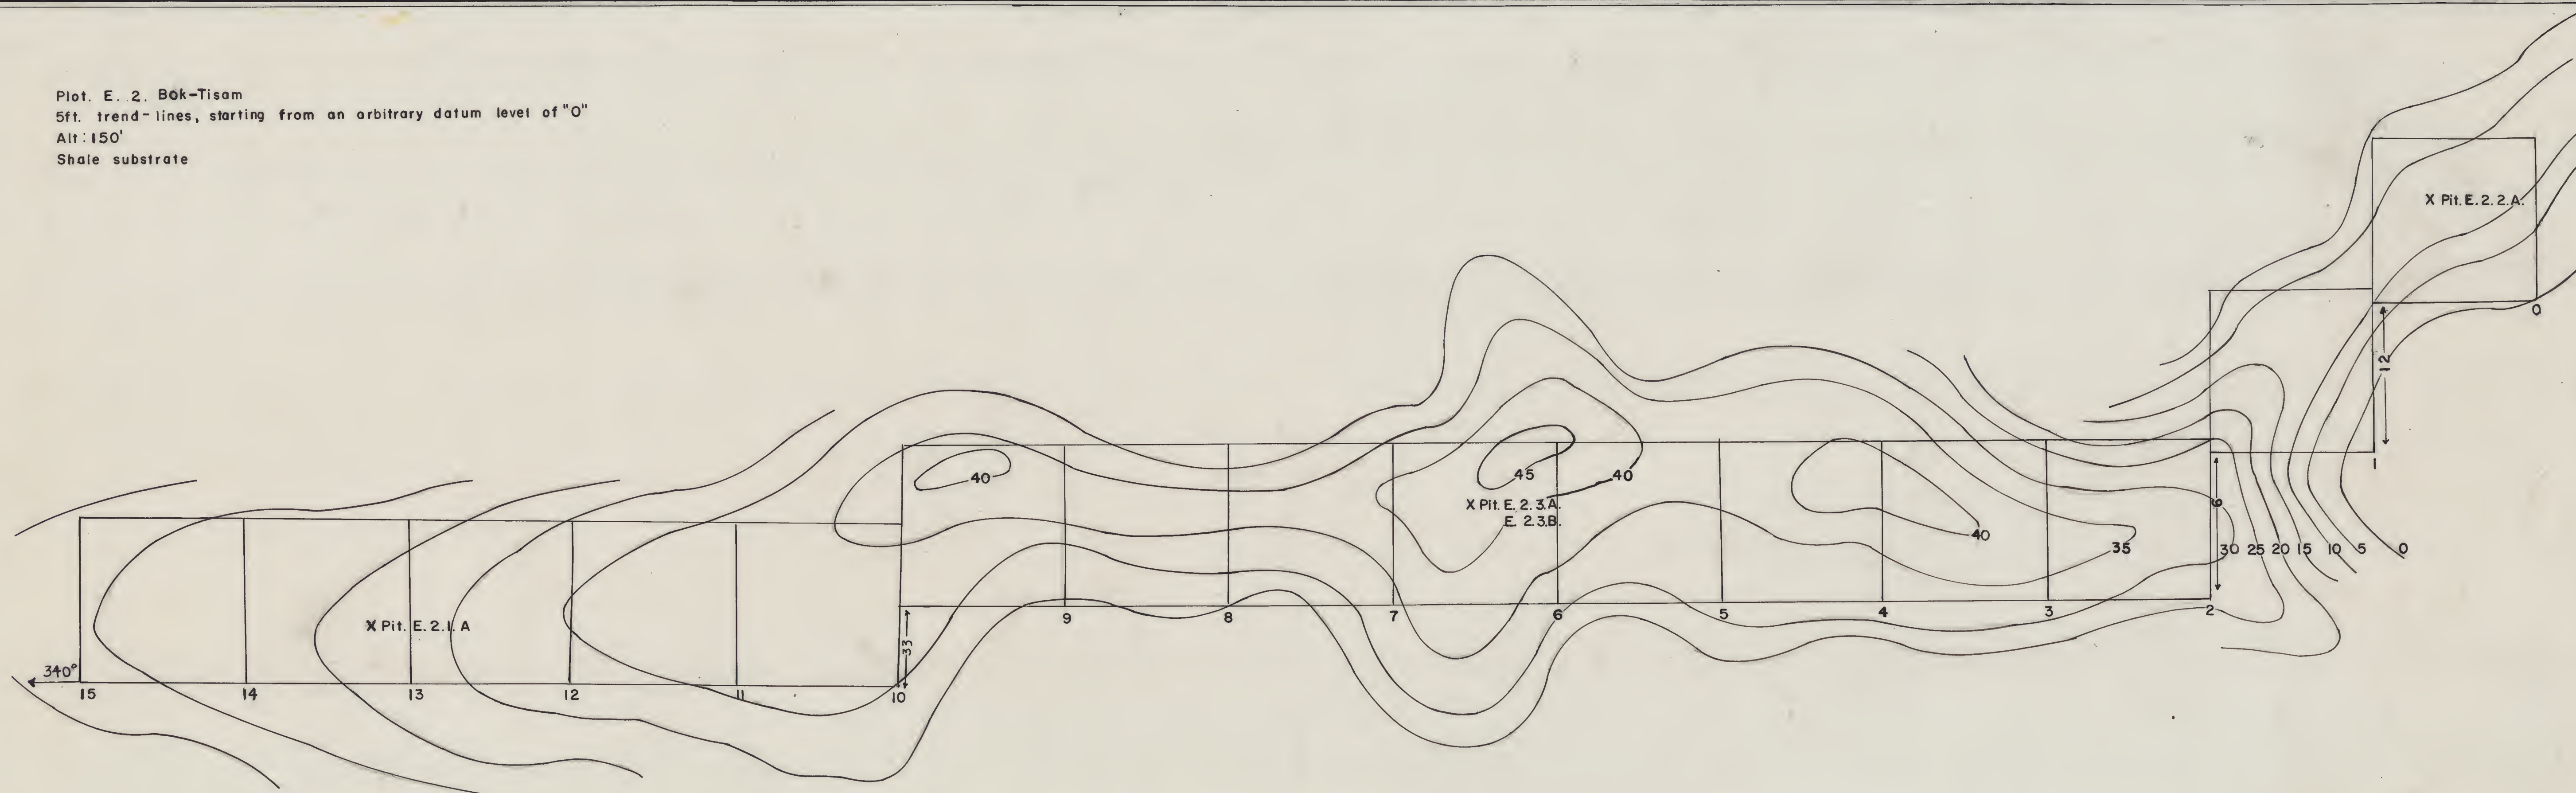 Plot. E. 2. Bok-Tisam
5ft. trend-lines, starting from an arbitrary datum level of "0"
Alt: 150'
Shale substrate
X Pit. E. 2. 2. A.
0
12
1
40
45
40
X Pit. E. 2. 3. A.
E. 2.3.B.
6
40
35
30 25 20 15 10 5 0
9 8 7 6 5 4 3 2
X Pit. E. 2. 1. A
33
340°
15 14 13 12 11 10